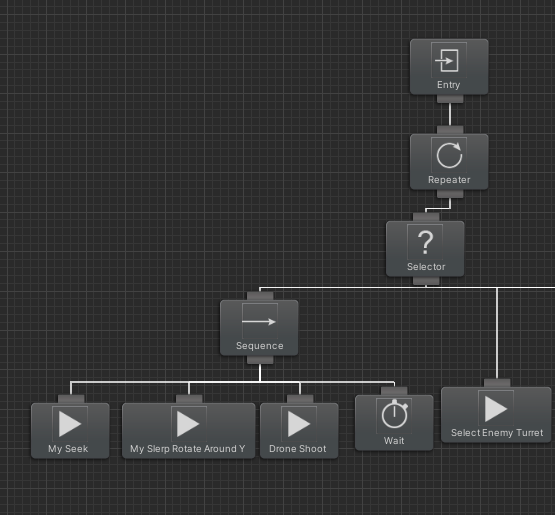 Entry
Repeater
?
Selector
Sequence
My Seek
My Slerp Rotate Around Y
Drone Shoot
Wait
Select Enemy Turret